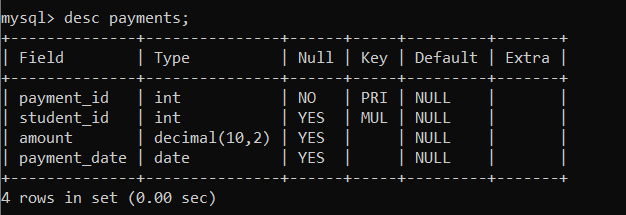 mysql> desc payments;
+--------------+---------------+------+-----+---------+-------+
| Field        | Type          | Null | Key | Default | Extra |
+--------------+---------------+------+-----+---------+-------+
| payment_id   | int           | NO   | PRI | NULL    |       |
| student_id   | int           | YES  | MUL | NULL    |       |
| amount       | decimal(10,2) | YES  |     | NULL    |       |
| payment_date | date          | YES  |     | NULL    |       |
+--------------+---------------+------+-----+---------+-------+
4 rows in set (0.00 sec)